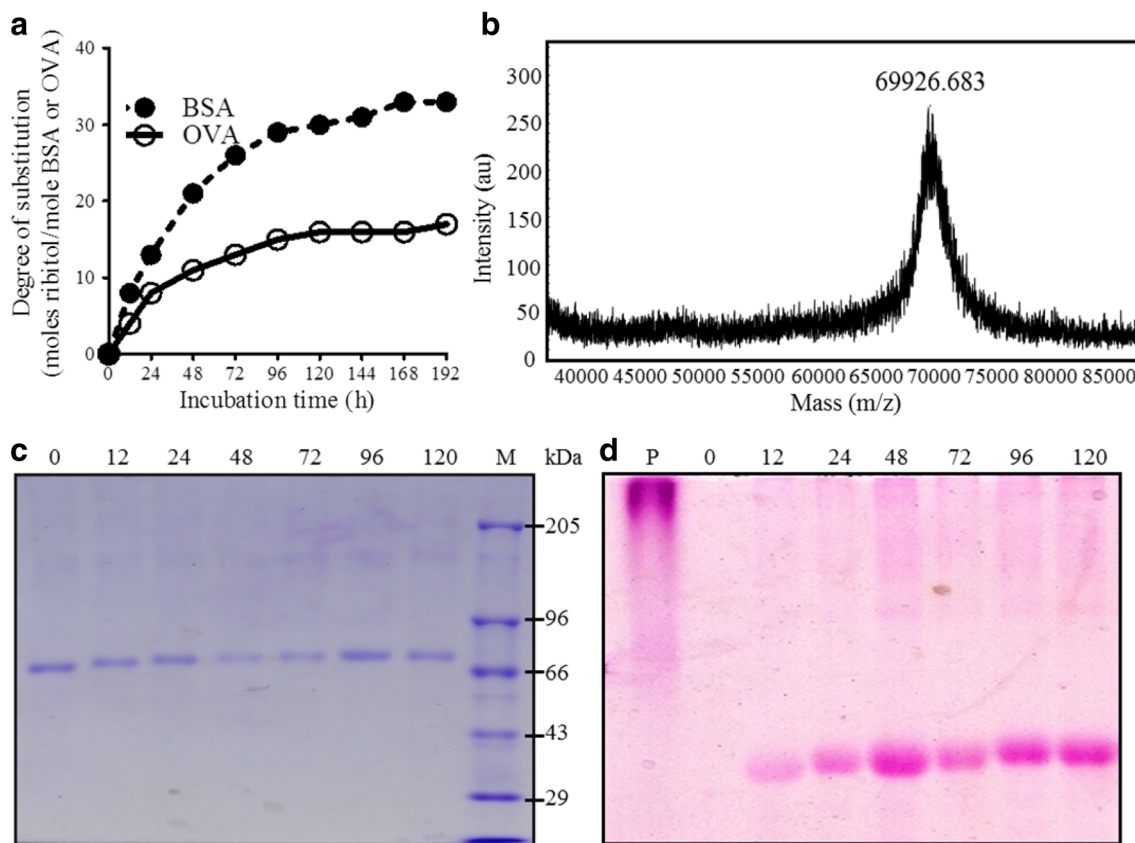 a
Degree of substitution
(moles ribitol/mole BSA or OVA)
40
30
20
10
0
BSA
OVA
0 24 48 72 96 120 144 168 192
Incubation time (h)
b
Intensity (au)
300
250
200
150
100
50
0
69926.683
40000 45000 50000 55000 60000 65000 70000 75000 80000 85000
Mass (m/z)
c
0 12 24 48 72 96 120 M kDa
205
96
66
43
29
d
P 0 12 24 48 72 96 120